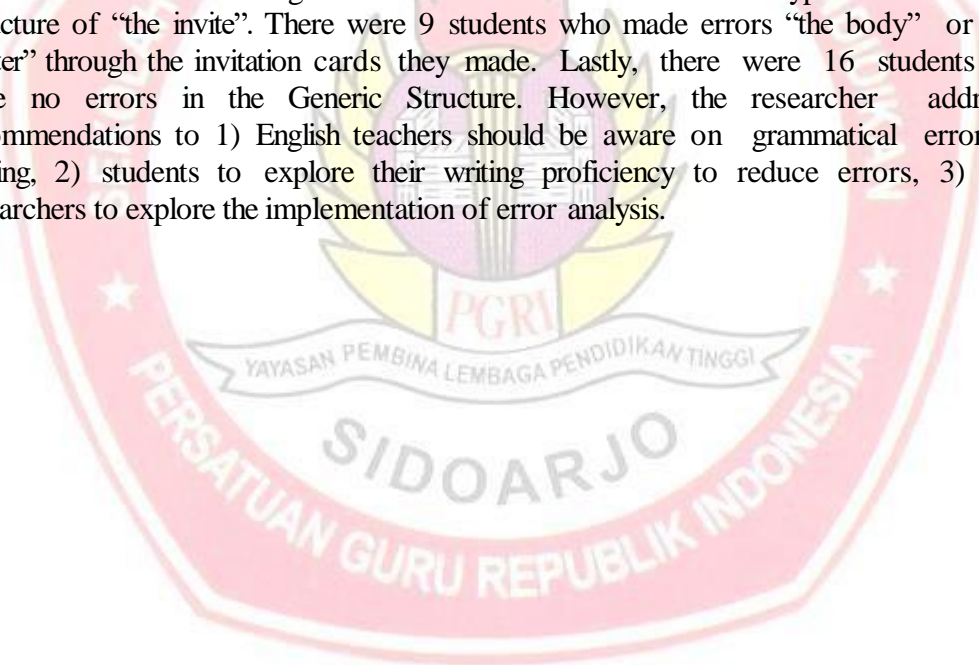 cture of “the invite”. There were 9 students who made errors “the body” or
ter” through the invitation cards they made. Lastly, there were 16 students
e no errors in the Generic Structure. However, the researcher addr
ommendations to 1) English teachers should be aware on grammatical error
ing, 2) students to explore their writing proficiency to reduce errors, 3)
archers to explore the implementation of error analysis.
PGRI
YAYASAN PEMBINA LEMBAGA PENDIDIKAN TINGGI
SIDOARJO
PERSATUAN GURU REPUBLIK INDONESIA